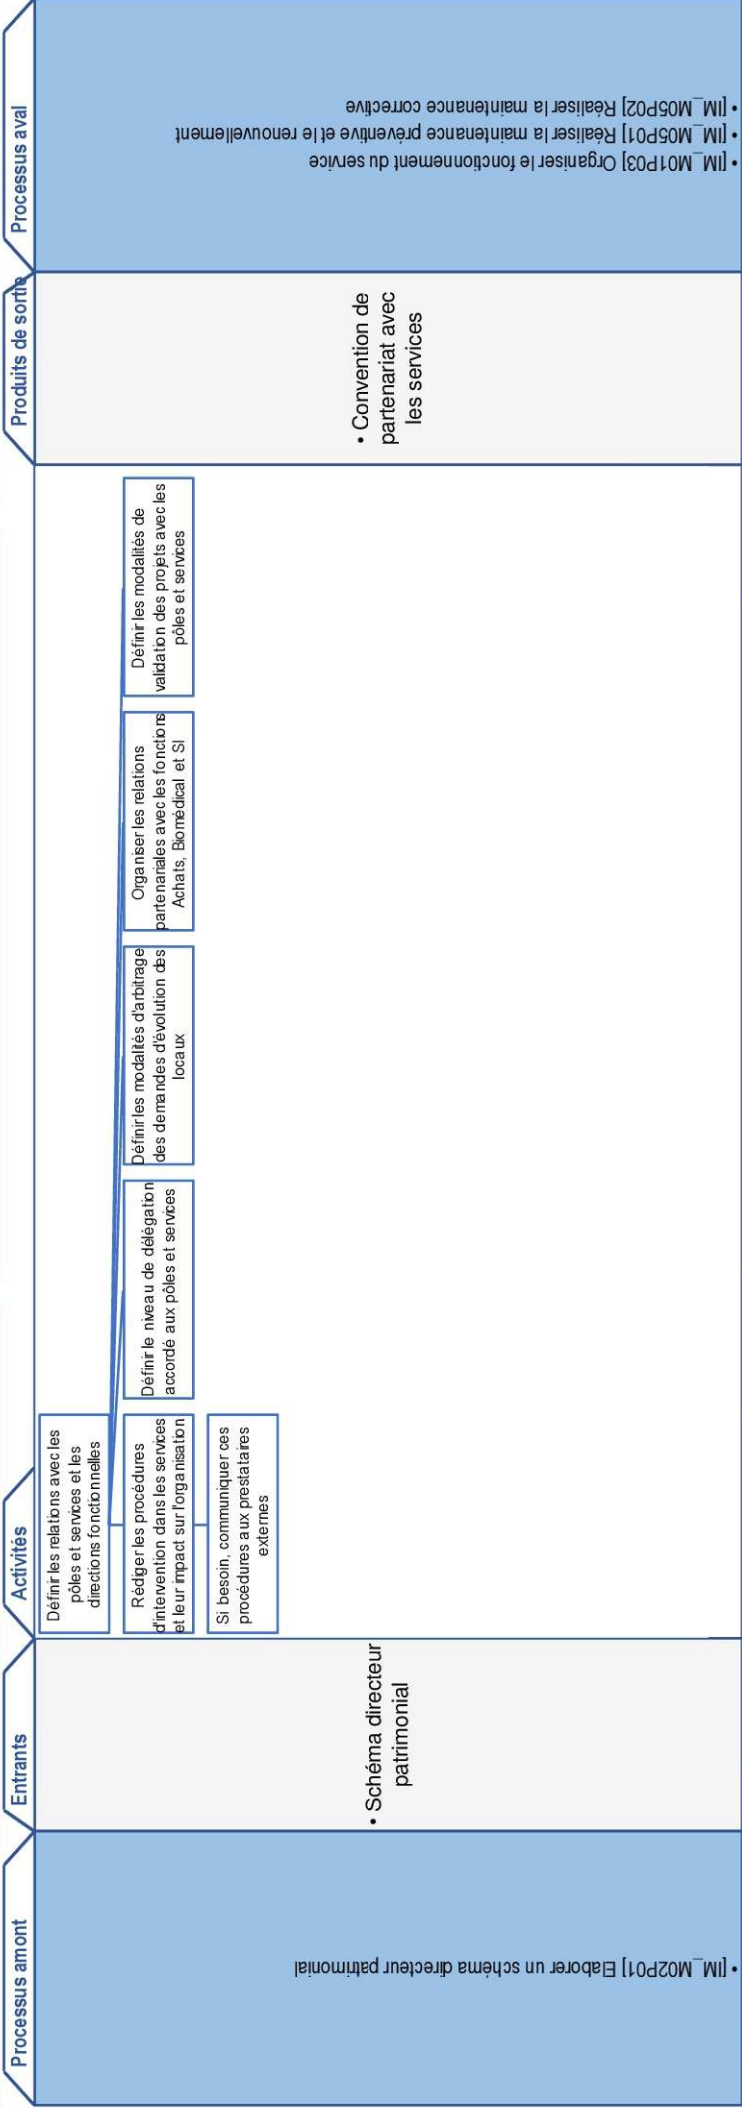 Processus amont
• [IM_M02P01] Elaborer un schéma directeur patrimonial
Entrants
• Schéma directeur
patrimonial
Activités
Définir les relations avec les
pôles et services et les
directions fonctionnelles
Rédiger les procédures
d'intervention dans les services
et leur impact sur l'organisation
Si besoin, communiquer ces
procédures aux prestataires
externes
Définir le niveau de délégation
accordé aux pôles et services
Définir les modalités d'arbitrage
des demandes d'évolution des
locaux
Organiser les relations
partenariales avec les fonctions
Achats, Biomédical et SI
Définir les modalités de
validation des projets avec les
pôles et services
Produits de sortie
• Convention de
partenariat avec
les services
Processus aval
• [IM_M01P03] Organiser le fonctionnement du service
• [IM_M05P01] Réaliser la maintenance préventive et le renouvellement
• [IM_M05P02] Réaliser la maintenance corrective